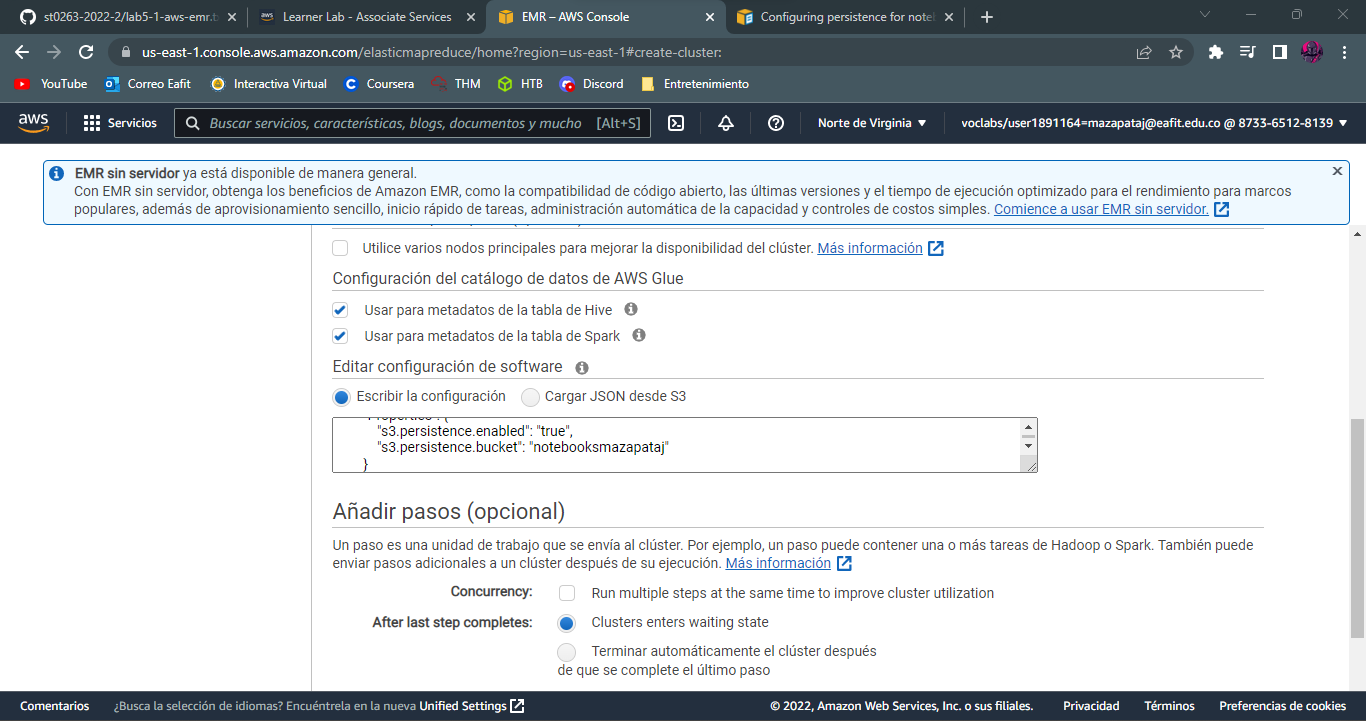 st0263-2022-2/lab5-1-aws-emr.t
Learner Lab - Associate Services
EMR – AWS Console
Configuring persistence for note
us-east-1.console.aws.amazon.com/elasticmapreduce/home?region=us-east-1#create-cluster:
YouTube
Correo Eafit
Interactiva Virtual
Coursera
THM
HTB
Discord
Entretenimiento
aws
Servicios
Buscar servicios, características, blogs, documentos y mucho [Alt+S]
Norte de Virginia
voclabs/user1891164=mazapataj@eafit.edu.co @ 8733-6512-8139
EMR sin servidor ya está disponible de manera general.
Con EMR sin servidor, obtenga los beneficios de Amazon EMR, como la compatibilidad de código abierto, las últimas versiones y el tiempo de ejecución optimizado para el rendimiento para marcos
populares, además de aprovisionamiento sencillo, inicio rápido de tareas, administración automática de la capacidad y controles de costos simples. Comience a usar EMR sin servidor.
Utilice varios nodos principales para mejorar la disponibilidad del clúster. Más información
Configuración del catálogo de datos de AWS Glue
Usar para metadatos de la tabla de Hive
Usar para metadatos de la tabla de Spark
Editar configuración de software
Escribir la configuración
Cargar JSON desde S3
"Properties": {
"s3.persistence.enabled": "true",
"s3.persistence.bucket": "notebooksmazapataj"
}
Añadir pasos (opcional)
Un paso es una unidad de trabajo que se envía al clúster. Por ejemplo, un paso puede contener una o más tareas de Hadoop o Spark. También puede
enviar pasos adicionales a un clúster después de su ejecución. Más información
Concurrency:
Run multiple steps at the same time to improve cluster utilization
After last step completes:
Clusters enters waiting state
Terminar automáticamente el clúster después
de que se complete el último paso
Comentarios
¿Busca la selección de idiomas? Encuéntrela en la nueva Unified Settings
© 2022, Amazon Web Services, Inc. o sus filiales.
Privacidad
Términos
Preferencias de cookies